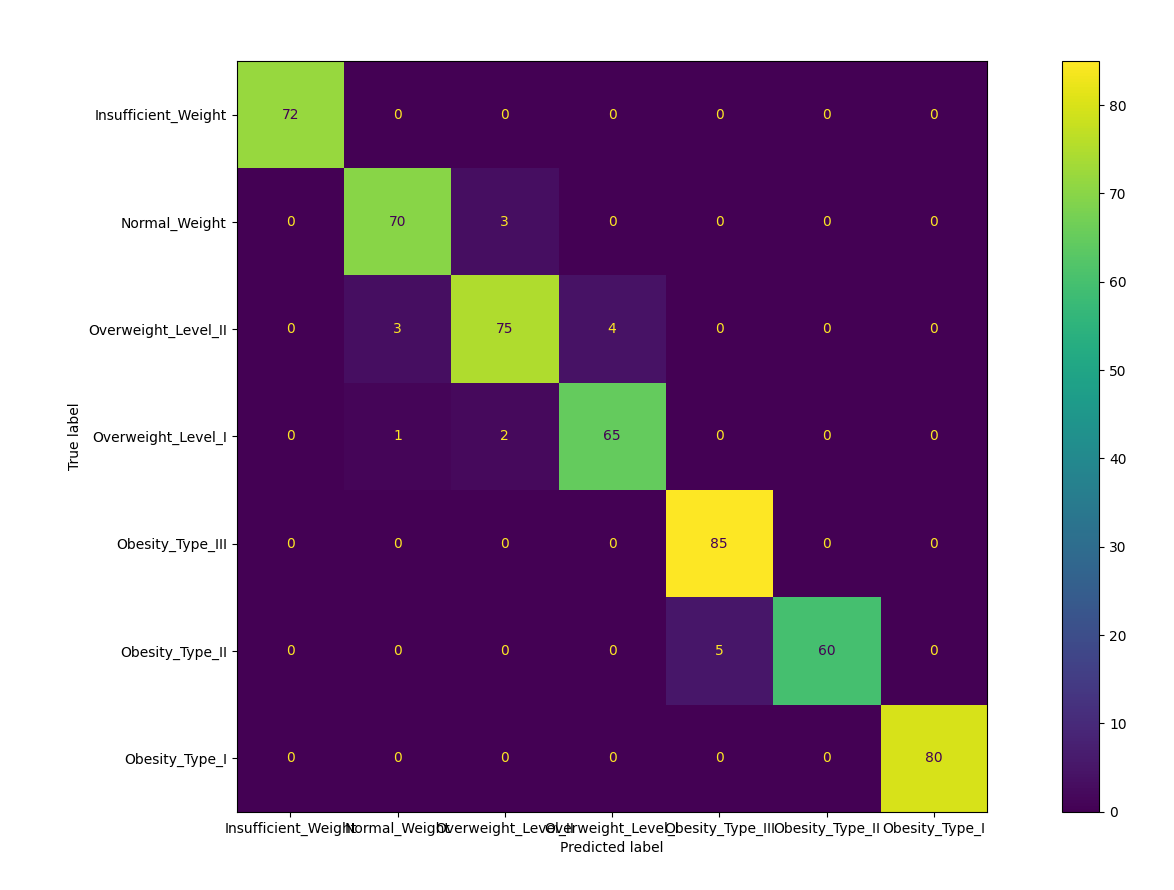 80
Insufficient_Weight 72 0 0 0 0 0 0
70
Normal_Weight 0 70 3 0 0 0 0
60
Overweight_Level_II 0 3 75 4 0 0 0
50
Overweight_Level_I 0 1 2 65 0 0 0
True label
40
Obesity_Type_III 0 0 0 0 85 0 0
30
Obesity_Type_II 0 0 0 0 5 60 0
20
10
Obesity_Type_I 0 0 0 0 0 0 80
0
Insufficient_Weight Normal_Weight Overweight_Level_II Overweight_Level_I Obesity_Type_III Obesity_Type_II Obesity_Type_I
Predicted label